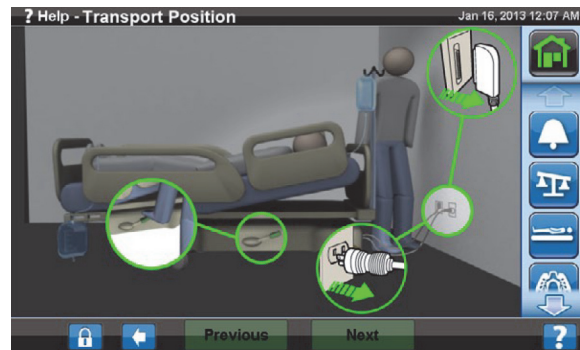 ? Help - Transport Position
Jan 16, 2013 12:07 AM
Previous
Next
?